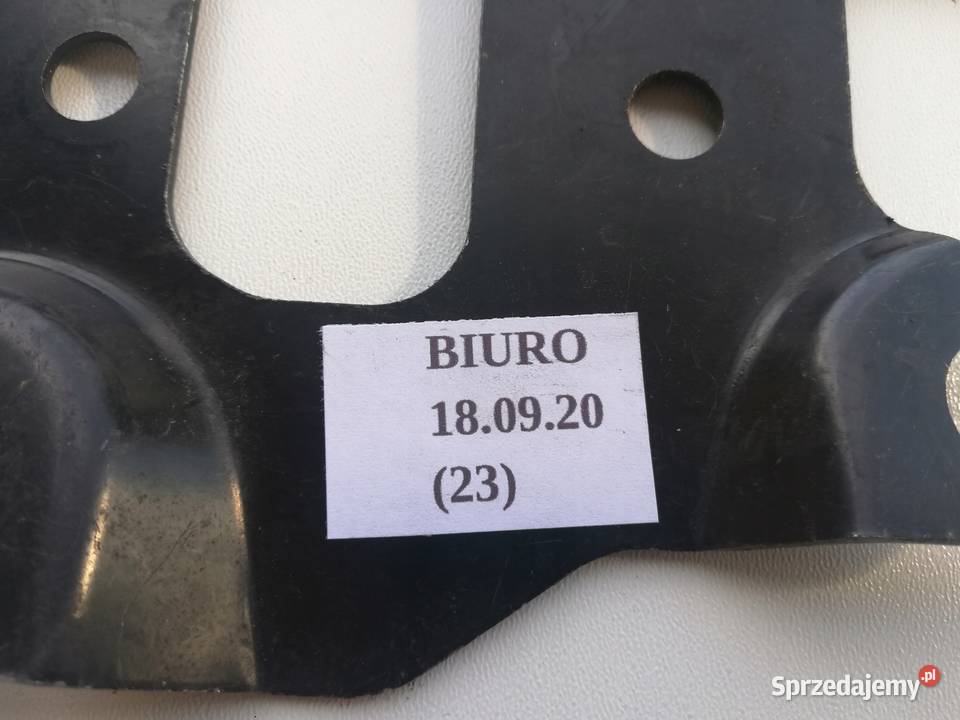 BIURO
18.09.20
(23)
Sprzedajemy.pl